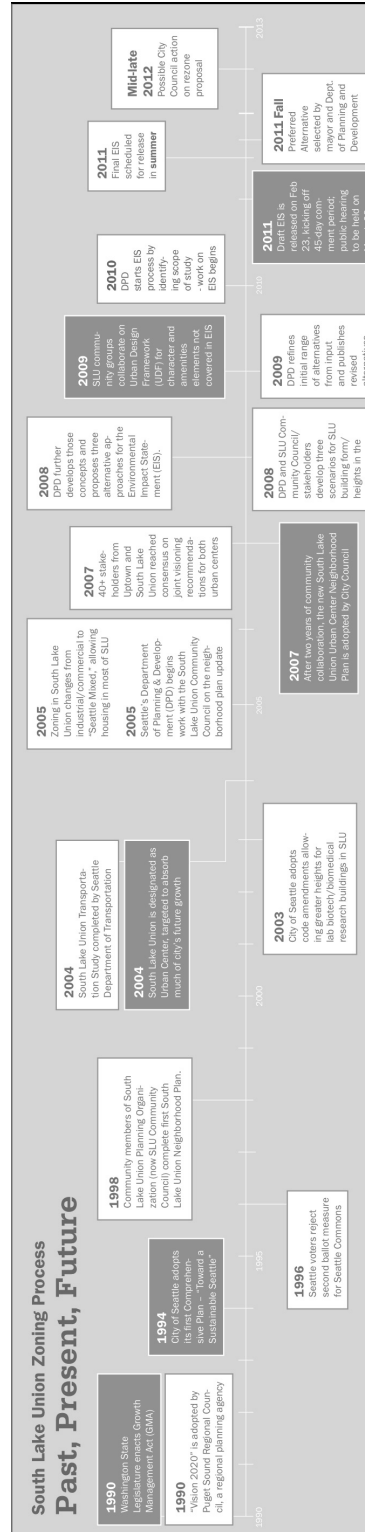 South Lake Union Zoning Process
Past, Present, Future
1990
Washington State
Legislature enacts Growth
Management Act (GMA)
1990
"Vision 2020" is adopted by
Puget Sound Regional Coun-
cil, a regional planning agency
1994
City of Seattle adopts
its first Comprehen-
sive Plan – "Toward a
Sustainable Seattle"
1996
Seattle voters reject
second ballot measure
for Seattle Commons
1998
Community members of South
Lake Union Planning Organi-
zation (now SLU Community
Council) complete first South
Lake Union Neighborhood Plan.
2004
South Lake Union Transporta-
tion Study completed by Seattle
Department of Transportation
2004
South Lake Union is designated as
Urban Center, targeted to absorb
much of city's future growth
2003
City of Seattle adopts
code amendments allow-
ing greater heights for
lab biotech/biomedical
research buildings in SLU
2005
Zoning in South Lake
Union changes from
industrial/commercial to
"Seattle Mixed," allowing
housing in most of SLU
2005
Seattle's Department
of Planning & Develop-
ment (DPD) begins
work with the South
Lake Union Community
Council on the neigh-
borhood plan update
2007
40+ stake-
holders from
Uptown and
South Lake
Union reached
consensus on
joint visioning
recommenda-
tions for both
urban centers
2007
After two years of community
collaboration, the new South Lake
Union Urban Center Neighborhood
Plan is adopted by City Council
2008
DPD further
develops those
concepts and
proposes three
alternative ap-
proaches for the
Environmental
Impact State-
ment (EIS).
2008
DPD and SLU Com-
munity Council/
stakeholders
develop three
scenarios for SLU
building form/
heights in the
2009
SLU commu-
nity groups
collaborate on
Urban Design
Framework
(UDF) for
character and
amenities
elements not
covered in EIS
2009
DPD refines
initial range
of alternatives
from input
and publishes
revised
2010
DPD
starts EIS
process by
identify-
ing scope
of study
- work on
EIS begins
2011
Final EIS
scheduled
for release
in summer
2011
Draft EIS is
released on Feb
23, kicking off
45-day com-
ment period;
public hearing
to be held on
Mid-late
2012
Possible City
Council action
on rezone
proposal
2011 Fall
Preferred
Alternative
selected by
mayor and Dept.
of Planning and
Development
1990
1995
2000
2005
2010
2013